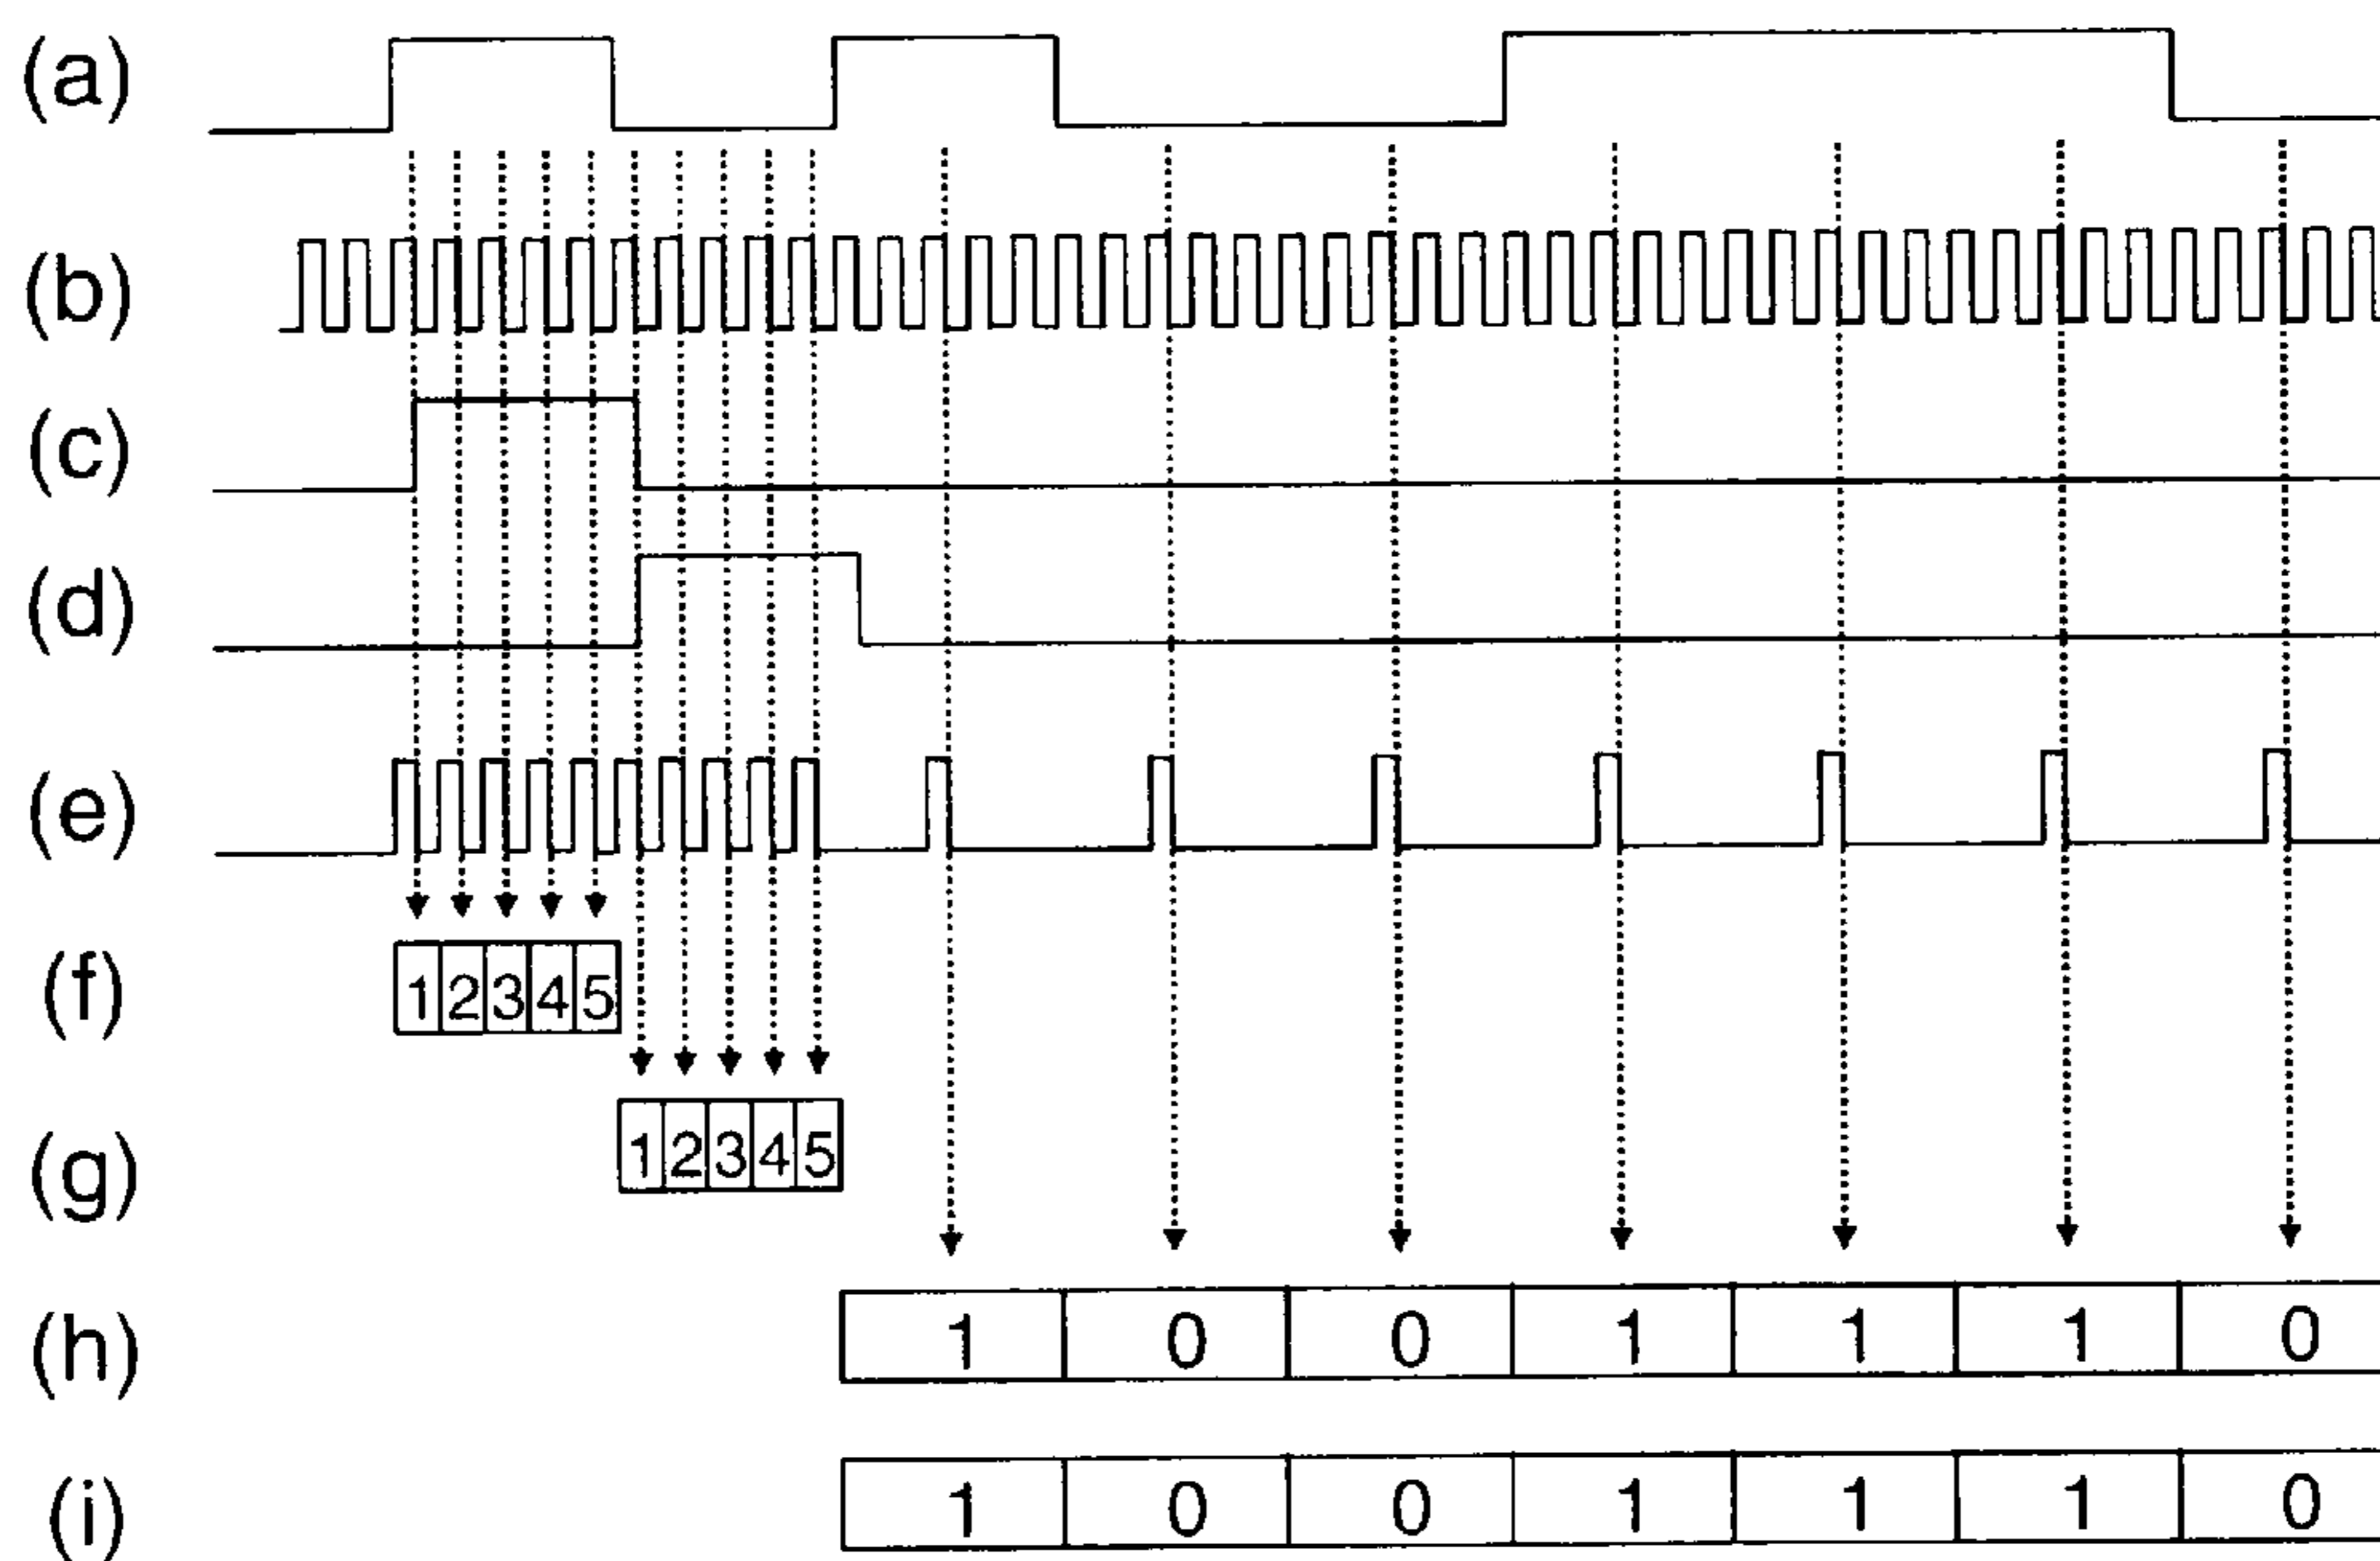 (a)
(b)
(c)
(d)
(e)
(f) 1 2 3 4 5
(g) 1 2 3 4 5
(h) 1 0 0 1 1 1 0
(i) 1 0 0 1 1 1 0